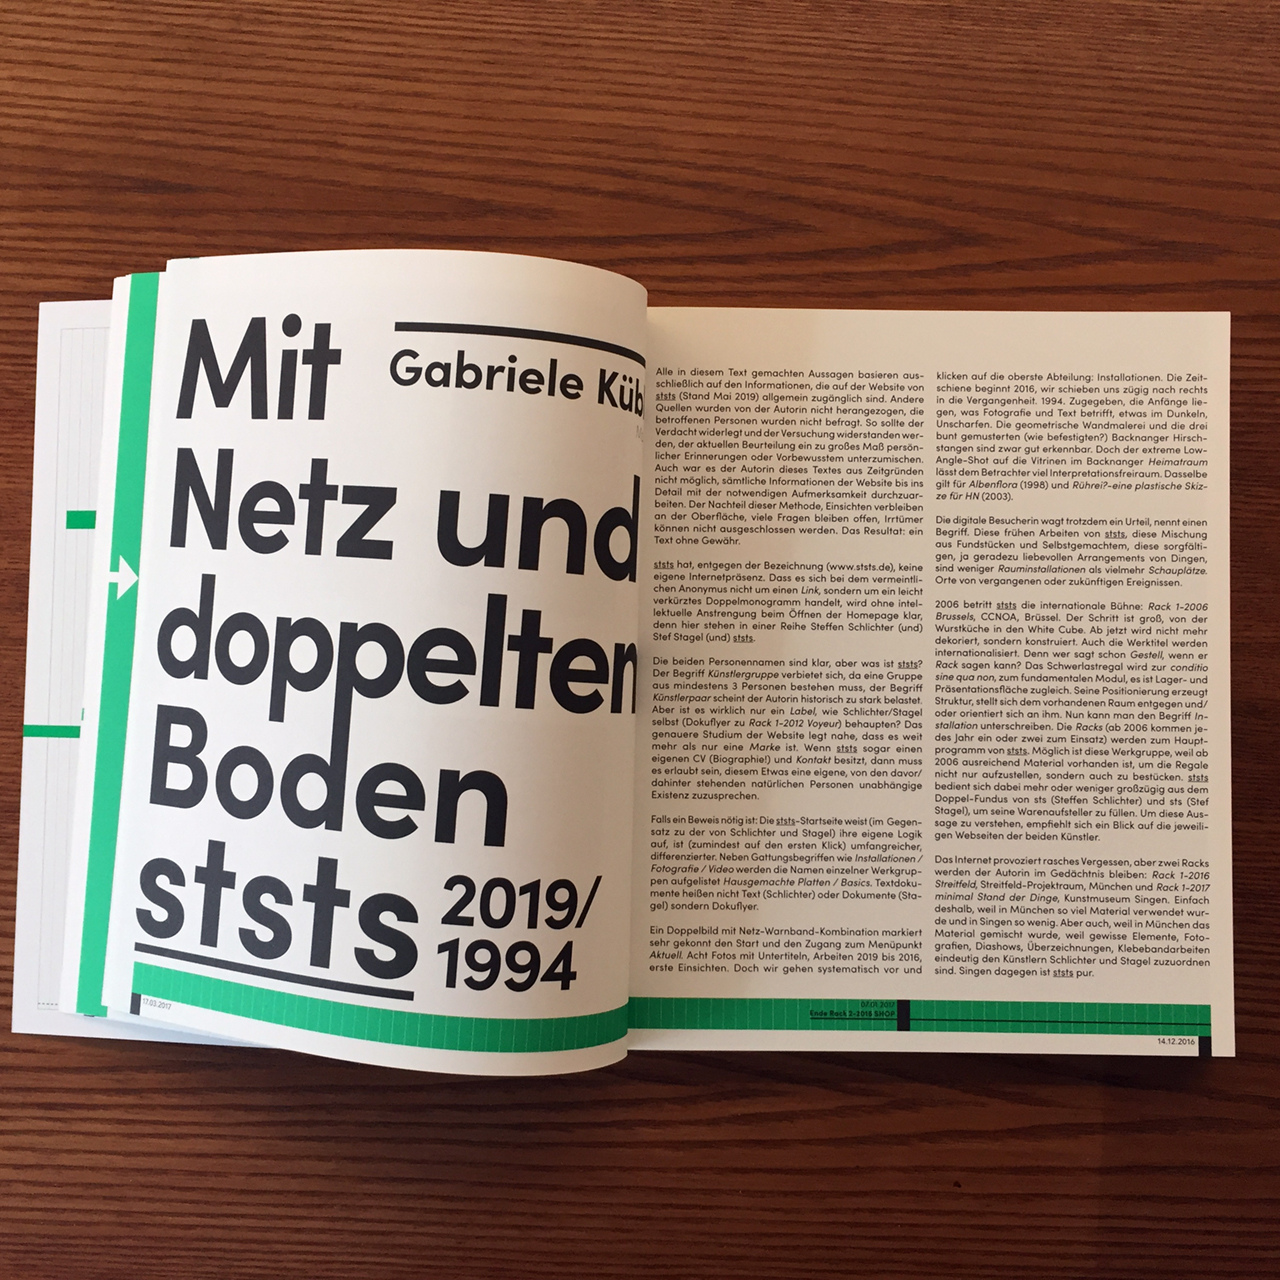 Mit
Gabriele Küb
Netz und
doppelten
Boden
ststs 2019/
1994
17.03.2017
Alle in diesem Text gemachten Aussagen basieren aus-
schließlich auf den Informationen, die auf der Website von
ststs (Stand Mai 2019) allgemein zugänglich sind. Andere
Quellen wurden von der Autorin nicht herangezogen, die
betroffenen Personen wurden nicht befragt. So sollte der
Verdacht widerlegt und der Versuchung widerstanden wer-
den, der aktuellen Beurteilung ein zu großes Maß persön-
licher Erinnerungen oder Vorbewusstem unterzumischen.
Auch war es der Autorin dieses Textes aus Zeitgründen
nicht möglich, sämtliche Informationen der Website bis ins
Detail mit der notwendigen Aufmerksamkeit durchzuar-
beiten. Der Nachteil dieser Methode, Einsichten verbleiben
an der Oberfläche, viele Fragen bleiben offen, Irrtümer
können nicht ausgeschlossen werden. Das Resultat: ein
Text ohne Gewähr.
ststs hat, entgegen der Bezeichnung (www.ststs.de), keine
eigene Internetpräsenz. Dass es sich bei dem vermeintli-
chen Anonymus nicht um einen Link, sondern um ein leicht
verkürztes Doppelmonogramm handelt, wird ohne intel-
lektuelle Anstrengung beim Öffnen der Homepage klar,
denn hier stehen in einer Reihe Steffen Schlichter (und)
Stef Stagel (und) ststs.
Die beiden Personennamen sind klar, aber was ist ststs?
Der Begriff Künstlergruppe verbietet sich, da eine Gruppe
aus mindestens 3 Personen bestehen muss, der Begriff
Künstlerpaar scheint der Autorin historisch zu stark belastet.
Aber ist es wirklich nur ein Label, wie Schlichter/Stagel
selbst (Dokuflyer zu Rack 1-2012 Voyeur) behaupten? Das
genauere Studium der Website legt nahe, dass es weit
mehr als nur eine Marke ist. Wenn ststs sogar einen
eigenen CV (Biographie!) und Kontakt besitzt, dann muss
es erlaubt sein, diesem Etwas eine eigene, von den davor/
dahinter stehenden natürlichen Personen unabhängige
Existenz zuzusprechen.
Falls ein Beweis nötig ist: Die ststs-Startseite weist (im Gegen-
satz zu der von Schlichter und Stagel) ihre eigene Logik
auf, ist (zumindest auf den ersten Klick) umfangreicher,
differenzierter. Neben Gattungsbegriffen wie Installationen /
Fotografie / Video werden die Namen einzelner Werkgrup-
pen aufgelistet Hausgemachte Platten / Basics. Textdoku-
mente heißen nicht Text (Schlichter) oder Dokumente (Sta-
gel) sondern Dokuflyer.
Ein Doppelbild mit Netz-Warnband-Kombination markiert
sehr gekonnt den Start und den Zugang zum Menüpunkt
Aktuell. Acht Fotos mit Untertiteln, Arbeiten 2019 bis 2016,
erste Einsichten. Doch wir gehen systematisch vor und
klicken auf die oberste Abteilung: Installationen. Die Zeit-
schiene beginnt 2016, wir schieben uns zügig nach rechts
in die Vergangenheit. 1994. Zugegeben, die Anfänge lie-
gen, was Fotografie und Text betrifft, etwas im Dunkeln,
Unscharfen. Die geometrische Wandmalerei und die drei
bunt gemusterten (wie befestigten?) Backnanger Hirsch-
stangen sind zwar gut erkennbar. Doch der extreme Low-
Angle-Shot auf die Vitrinen im Backnanger Heimatraum
lässt dem Betrachter viel Interpretationsfreiraum. Dasselbe
gilt für Albenflora (1998) und Rührei?-eine plastische Skiz-
ze für HN (2003).
Die digitale Besucherin wagt trotzdem ein Urteil, nennt einen
Begriff. Diese frühen Arbeiten von ststs, diese Mischung
aus Fundstücken und Selbstgemachtem, diese sorgfälti-
gen, ja geradezu liebevollen Arrangements von Dingen,
sind weniger Rauminstallationen als vielmehr Schauplätze.
Orte von vergangenen oder zukünftigen Ereignissen.
2006 betritt ststs die internationale Bühne: Rack 1-2006
Brussels, CCNOA, Brüssel. Der Schritt ist groß, von der
Wurstküche in den White Cube. Ab jetzt wird nicht mehr
dekoriert, sondern konstruiert. Auch die Werktitel werden
internationalisiert. Denn wer sagt schon Gestell, wenn er
Rack sagen kann? Das Schwerlastregal wird zur conditio
sine qua non, zum fundamentalen Modul, es ist Lager- und
Präsentationsfläche zugleich. Seine Positionierung erzeugt
Struktur, stellt sich dem vorhandenen Raum entgegen und/
oder orientiert sich an ihm. Nun kann man den Begriff In-
stallation unterschreiben. Die Racks (ab 2006 kommen je-
des Jahr ein oder zwei zum Einsatz) werden zum Haupt-
programm von ststs. Möglich ist diese Werkgruppe, weil ab
2006 ausreichend Material vorhanden ist, um die Regale
nicht nur aufzustellen, sondern auch zu bestücken. ststs
bedient sich dabei mehr oder weniger großzügig aus dem
Doppel-Fundus von sts (Steffen Schlichter) und sts (Stef
Stagel), um seine Warenaufsteller zu füllen. Um diese Aus-
sage zu verstehen, empfiehlt sich ein Blick auf die jeweili-
gen Webseiten der beiden Künstler.
Das Internet provoziert rasches Vergessen, aber zwei Racks
werden der Autorin im Gedächtnis bleiben: Rack 1-2016
Streitfeld, Streitfeld-Projektraum, München und Rack 1-2017
minimal Stand der Dinge, Kunstmuseum Singen. Einfach
deshalb, weil in München so viel Material verwendet wur-
de und in Singen so wenig. Aber auch, weil in München das
Material gemischt wurde, weil gewisse Elemente, Foto-
grafien, Diashows, Überzeichnungen, Klebebandarbeiten
eindeutig den Künstlern Schlichter und Stagel zuzuordnen
sind. Singen dagegen ist ststs pur.
07.01.2017
Ende Rack 2-2016 SHOP
14.12.2016